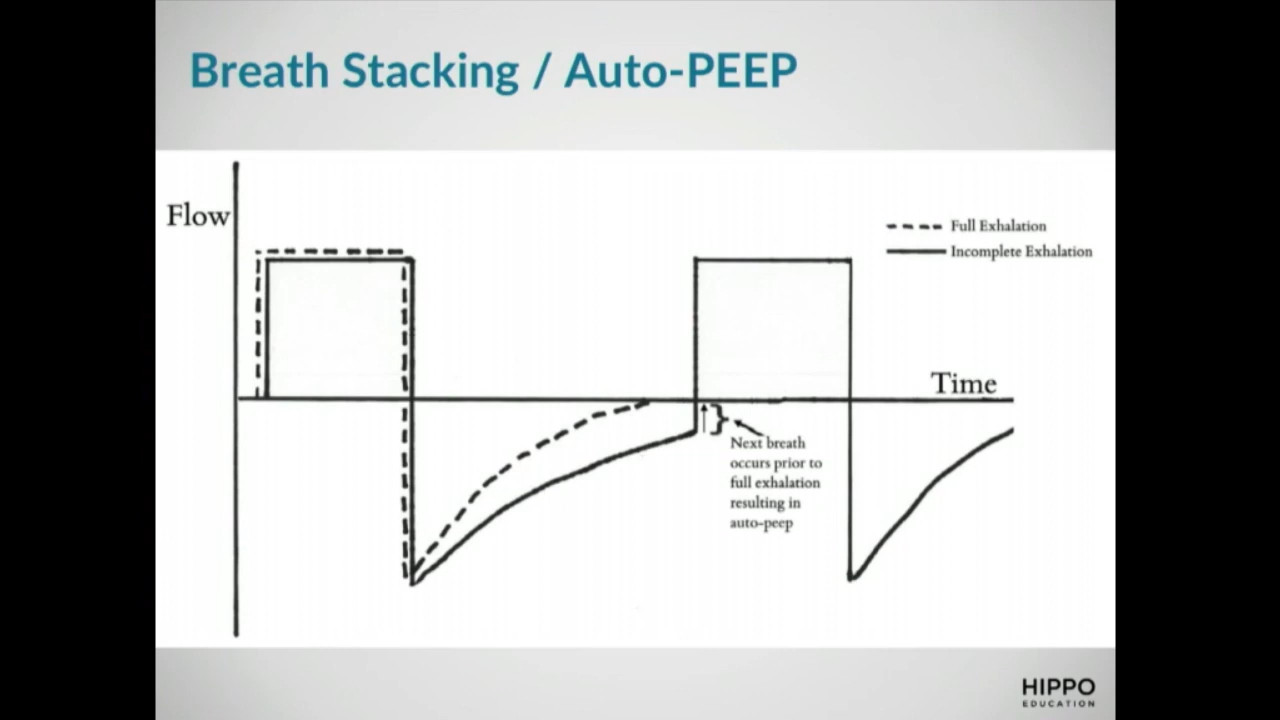 Breath Stacking / Auto-PEEP
Flow
Full Exhalation
Incomplete Exhalation
Time
Next breath
occurs prior to
full exhalation
resulting in
auto-peep
HIPPO
EDUCATION